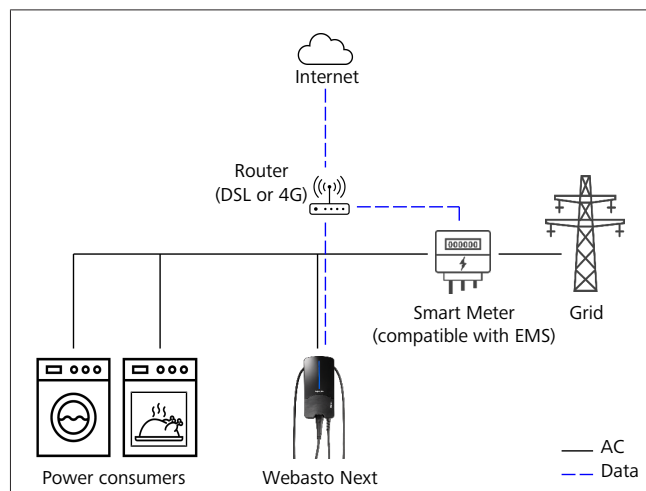 Internet
Router
(DSL or 4G)
000000
Smart Meter
(compatible with EMS)
Grid
Power consumers
Webasto Next
AC
Data